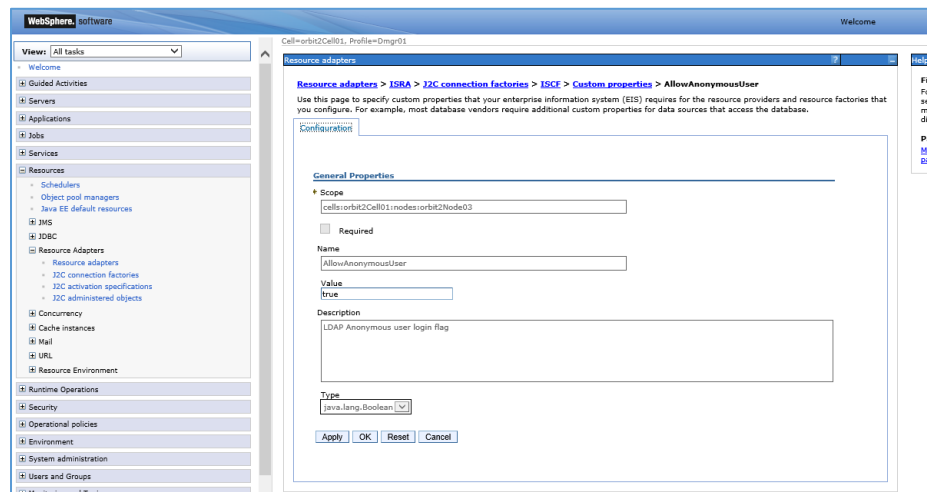 WebSphere. software
Welcome
View: All tasks
Welcome
Guided Activities
Servers
Applications
Jobs
Services
Resources
Schedulers
Object pool managers
Java EE default resources
JMS
JDBC
Resource Adapters
Resource adapters
J2C connection factories
J2C activation specifications
J2C administered objects
Concurrency
Cache instances
Mail
URL
Resource Environment
Runtime Operations
Security
Operational policies
Environment
System administration
Users and Groups
Cell=orbit2Cell01, Profile=Dmgr01
Resource adapters
? –
Resource adapters > ISRA > J2C connection factories > ISCF > Custom properties > AllowAnonymousUser
Use this page to specify custom properties that your enterprise information system (EIS) requires for the resource providers and resource factories that
you configure. For example, most database vendors require additional custom properties for data sources that access the database.
Configuration
General Properties
Scope
cells:orbit2Cell01:nodes:orbit2Node03
Required
Name
AllowAnonymousUser
Value
true
Description
LDAP Anonymous user login flag
Type
java.lang.Boolean
Apply OK Reset Cancel
Help